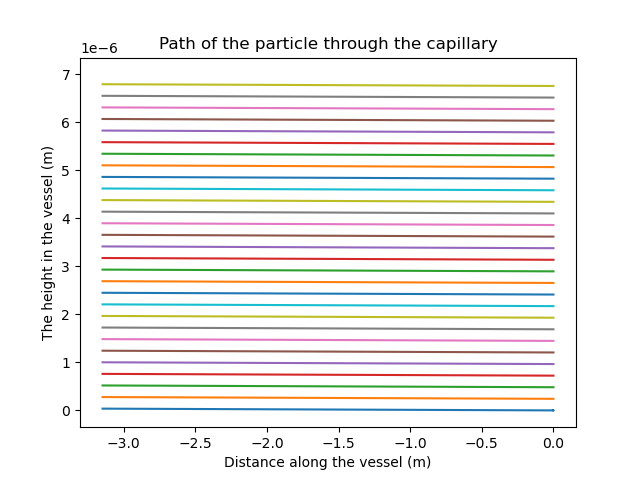 Path of the particle through the capillary
1e−6
7
6
5
4
3
2
1
0
The height in the vessel (m)
−3.0 −2.5 −2.0 −1.5 −1.0 −0.5 0.0
Distance along the vessel (m)